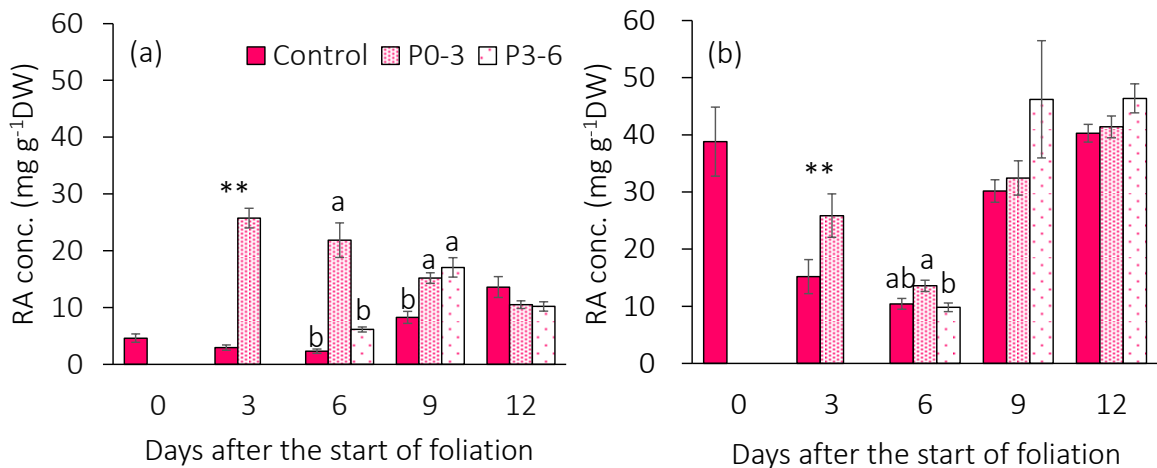 (a)
Control P0-3 P3-6
RA conc. (mg g⁻¹DW)
60
50
40
30
20
10
0
**
a
b
b
b
a
a
0 3 6 9 12
Days after the start of foliation
(b)
RA conc. (mg g⁻¹DW)
60
50
40
30
20
10
0
**
ab
a
b
0 3 6 9 12
Days after the start of foliation